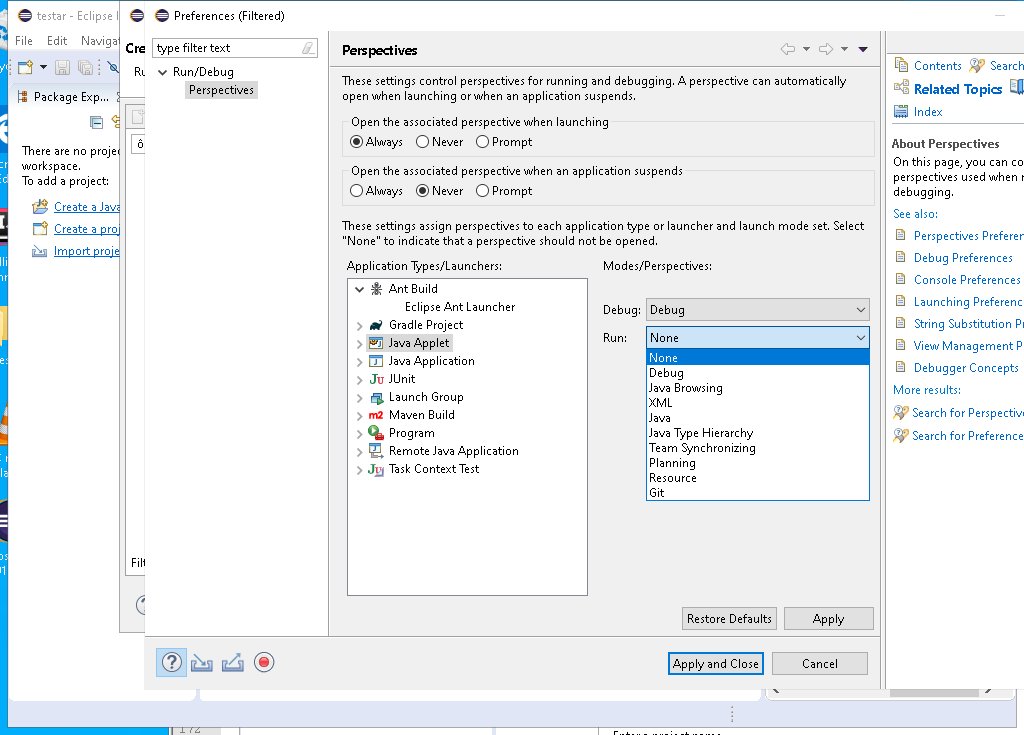 testar - Eclipse I
Preferences (Filtered)
File Edit Navigat
Cre
type filter text
Perspectives
Run/Debug
Perspectives
Ru
Package Exp...
These settings control perspectives for running and debugging. A perspective can automatically
open when launching or when an application suspends.
Open the associated perspective when launching
Always Never Prompt
Open the associated perspective when an application suspends
Always Never Prompt
These settings assign perspectives to each application type or launcher and launch mode set. Select
"None" to indicate that a perspective should not be opened.
There are no projec
workspace.
To add a project:
Create a Java
Create a proj
Import proje
Filt
Application Types/Launchers:
Ant Build
Eclipse Ant Launcher
Gradle Project
Java Applet
Java Application
JUnit
Launch Group
Maven Build
Program
Remote Java Application
Task Context Test
Modes/Perspectives:
Debug: Debug
Run: None
None
Debug
Java Browsing
XML
Java
Java Type Hierarchy
Team Synchronizing
Planning
Resource
Git
Restore Defaults Apply
Apply and Close Cancel
Contents Search
Related Topics
Index
About Perspectives
On this page, you can co
perspectives used when r
debugging.
See also:
Perspectives Preferen
Debug Preferences
Console Preferences
Launching Preferenc
String Substitution Pr
View Management P
Debugger Concepts
More results:
Search for Perspective
Search for Preference
172
Enter a project name